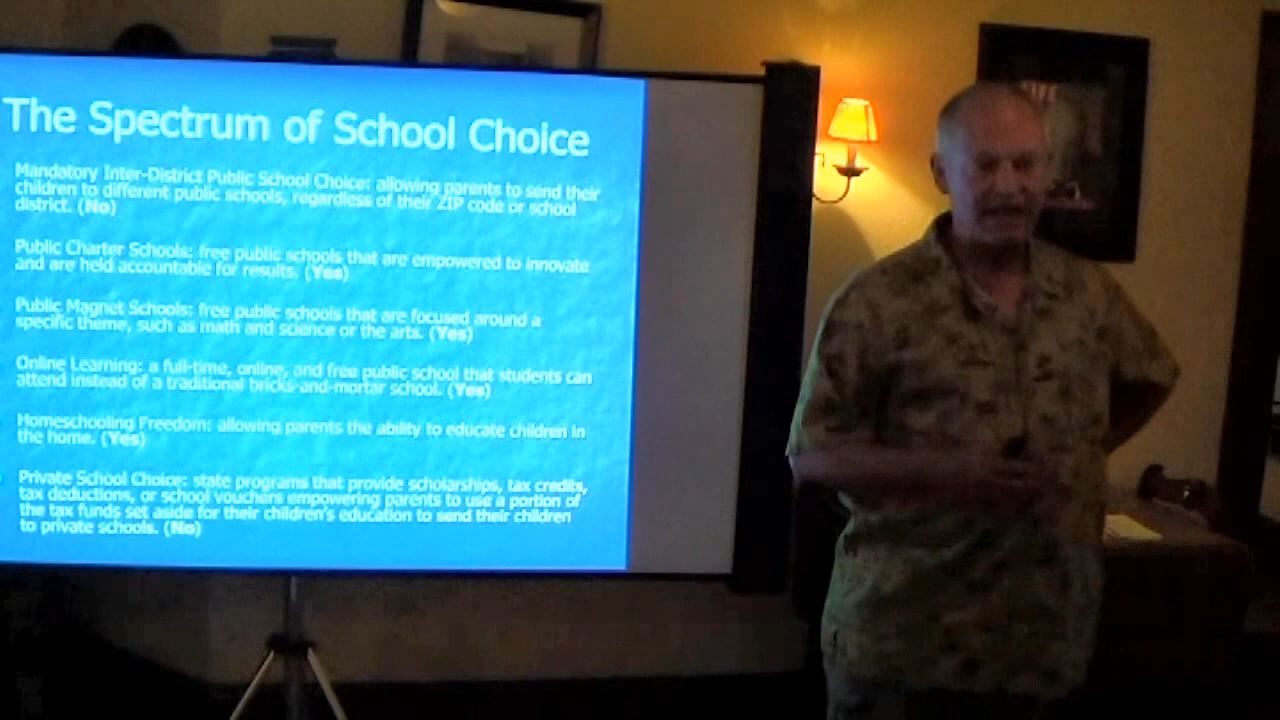 The Spectrum of School Choice
Mandatory Inter-District Public School Choice: allowing parents to send their
children to different public schools, regardless of their ZIP code or school
district. (No)
Public Charter Schools: free public schools that are empowered to innovate
and are held accountable for results. (Yes)
Public Magnet Schools: free public schools that are focused around a
specific theme, such as math and science or the arts. (Yes)
Online Learning: a full-time, online, and free public school that students can
attend instead of a traditional bricks-and-mortar school. (Yes)
Homeschooling Freedom: allowing parents the ability to educate children in
the home. (Yes)
Private School Choice: state programs that provide scholarships, tax credits,
tax deductions, or school vouchers empowering parents to use a portion of
the tax funds set aside for their children's education to send their children
to private schools. (No)